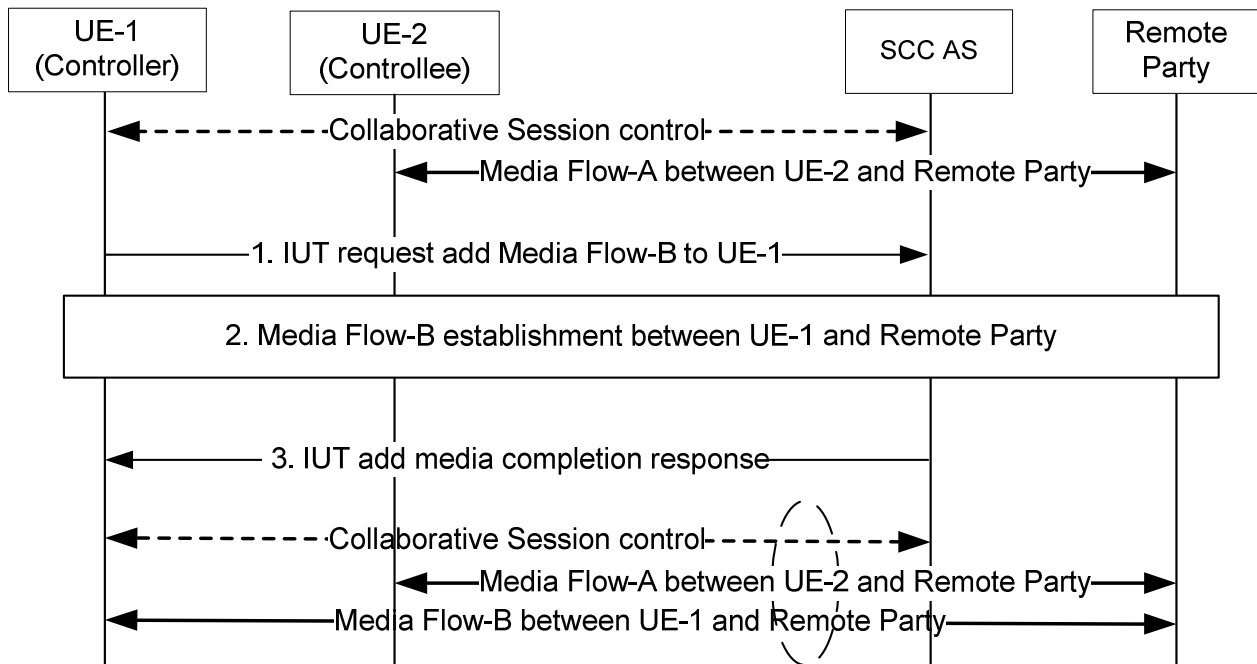 UE-1
(Controller)
UE-2
(Controllee)
SCC AS
Remote
Party
Collaborative Session control
Media Flow-A between UE-2 and Remote Party
1. IUT request add Media Flow-B to UE-1
2. Media Flow-B establishment between UE-1 and Remote Party
3. IUT add media completion response
Collaborative Session control
Media Flow-A between UE-2 and Remote Party
Media Flow-B between UE-1 and Remote Party